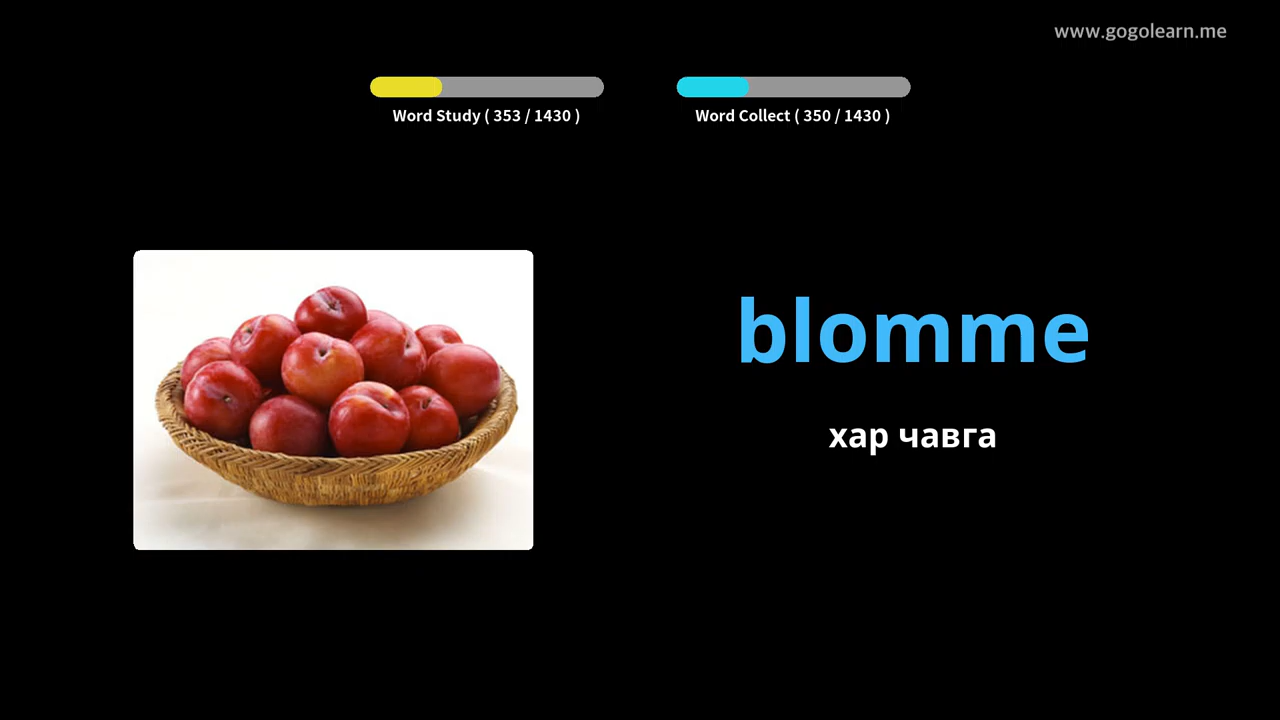 www.gogolearn.me
Word Study ( 353 / 1430 )
Word Collect ( 350 / 1430 )
blomme
хар чавга